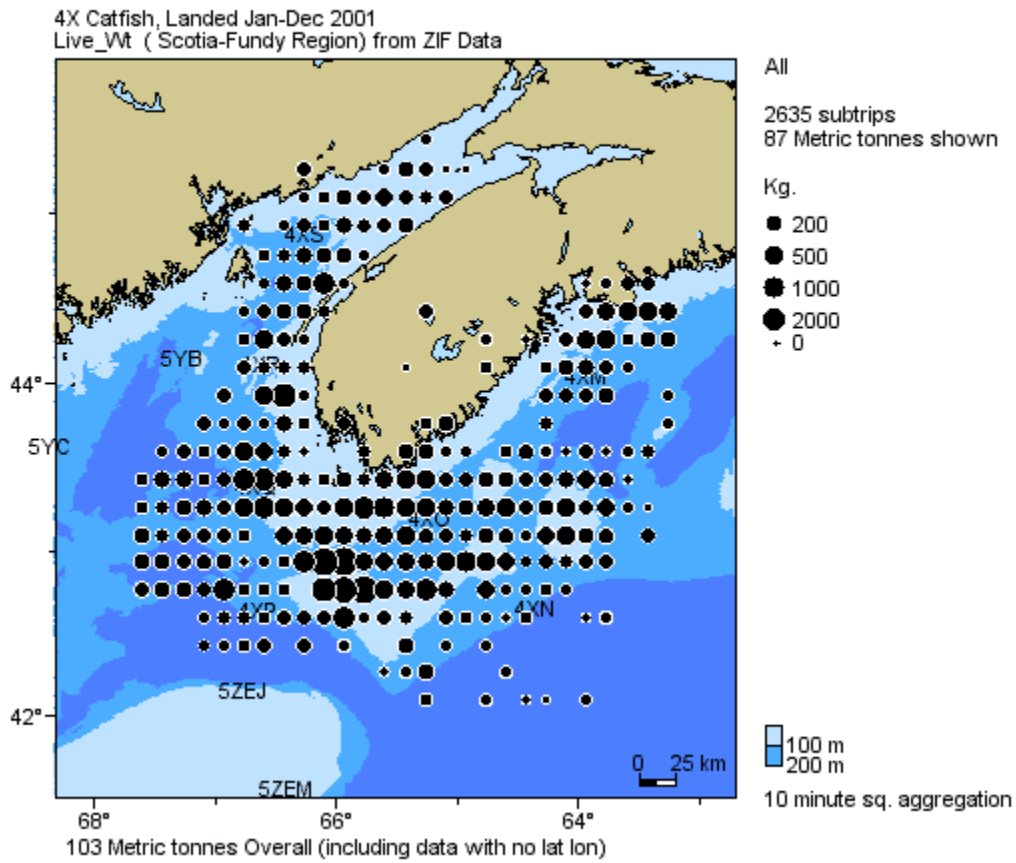 4X Catfish, Landed Jan-Dec 2001
Live_Wt ( Scotia-Fundy Region) from ZIF Data
All
2635 subtrips
87 Metric tonnes shown
Kg.
200
500
1000
2000
0
4XS
5YB
44°
4XM
5YC
4XO
4XP
4XN
5ZEJ
42°
5ZEM
0 25 km
100 m
200 m
10 minute sq. aggregation
68° 66° 64°
103 Metric tonnes Overall (including data with no lat lon)